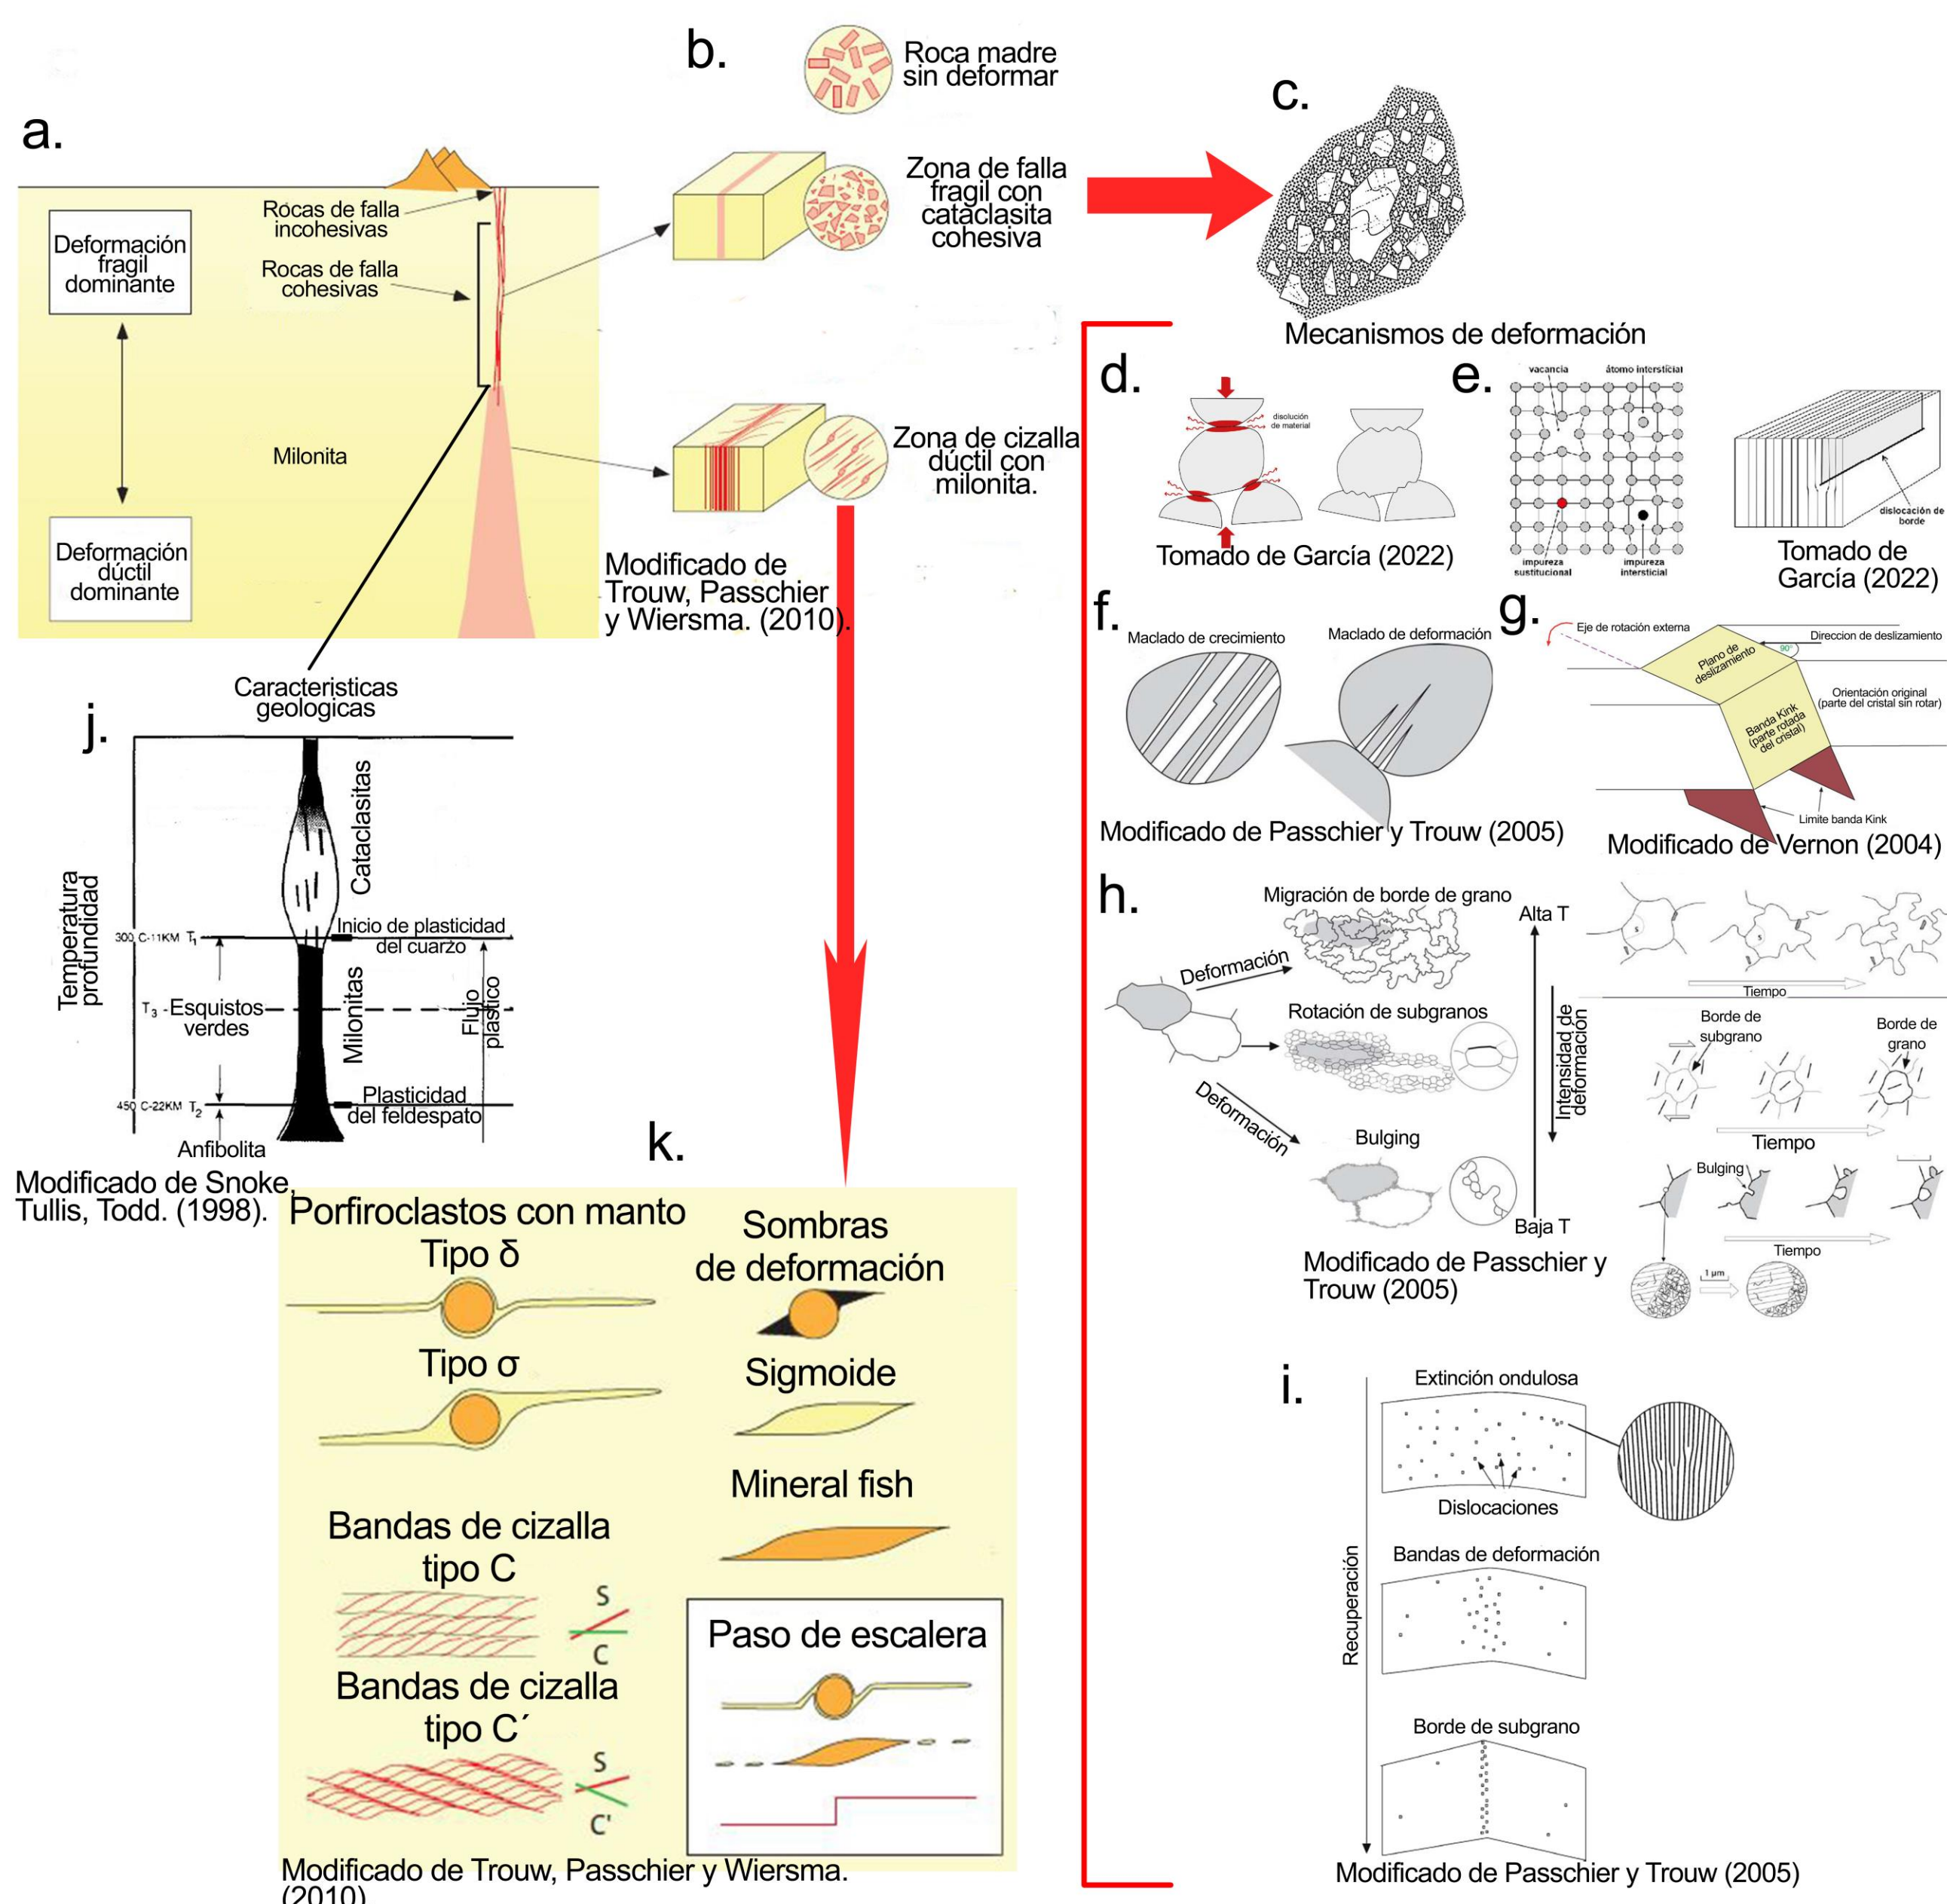 a.
Rocas de falla
incohesivas
Deformación
fragil
dominante
Rocas de falla
cohesivas
Milonita
Deformación
dúctil
dominante
b.
Roca madre
sin deformar
Zona de falla
fragil con
cataclasita
cohesiva
Zona de cizalla
dúctil con
milonita.
Modificado de
Trouw, Passchier
y Wiersma. (2010).
c.
Mecanismos de deformación
d.
disolución
de material
Tomado de García (2022)
e.
vacancia
átomo intersticial
impureza
sustitucional
impureza
intersticial
dislocación de
borde
Tomado de
García (2022)
f.
Maclado de crecimiento
Maclado de deformación
Modificado de Passchier y Trouw (2005)
g.
Eje de rotación externa
Direccion de deslizamiento
90°
Plano de
deslizamiento
Orientación original
(parte del cristal sin rotar)
Banda Kink
(parte rotada
del cristal)
Limite banda Kink
Modificado de Vernon (2004)
h.
Migración de borde de grano
Alta T
Deformación
Rotación de subgranos
Intensidad de
deformación
Deformación
Bulging
Baja T
Modificado de Passchier y
Trouw (2005)
s
s
Tiempo
Borde de
subgrano
Borde de
grano
Tiempo
Bulging
Tiempo
1 µm
i.
Extinción ondulosa
Dislocaciones
Bandas de deformación
Recuperación
Borde de subgrano
Modificado de Passchier y Trouw (2005)
Caracteristicas
geologicas
j.
Temperatura
profundidad
Cataclasitas
300 C-11KM T1
Inicio de plasticidad
del cuarzo
T3 - Esquistos
verdes
Milonitas
Flujo
plastico
450 C-22KM T2
Plasticidad
del feldespato
Anfibolita
Modificado de Snoke,
Tullis, Todd. (1998).
k.
Porfiroclastos con manto
Tipo δ
Tipo σ
Bandas de cizalla
tipo C
S
C
Bandas de cizalla
tipo C´
S
C'
Sombras
de deformación
Sigmoide
Mineral fish
Paso de escalera
Modificado de Trouw, Passchier y Wiersma.
(2010)